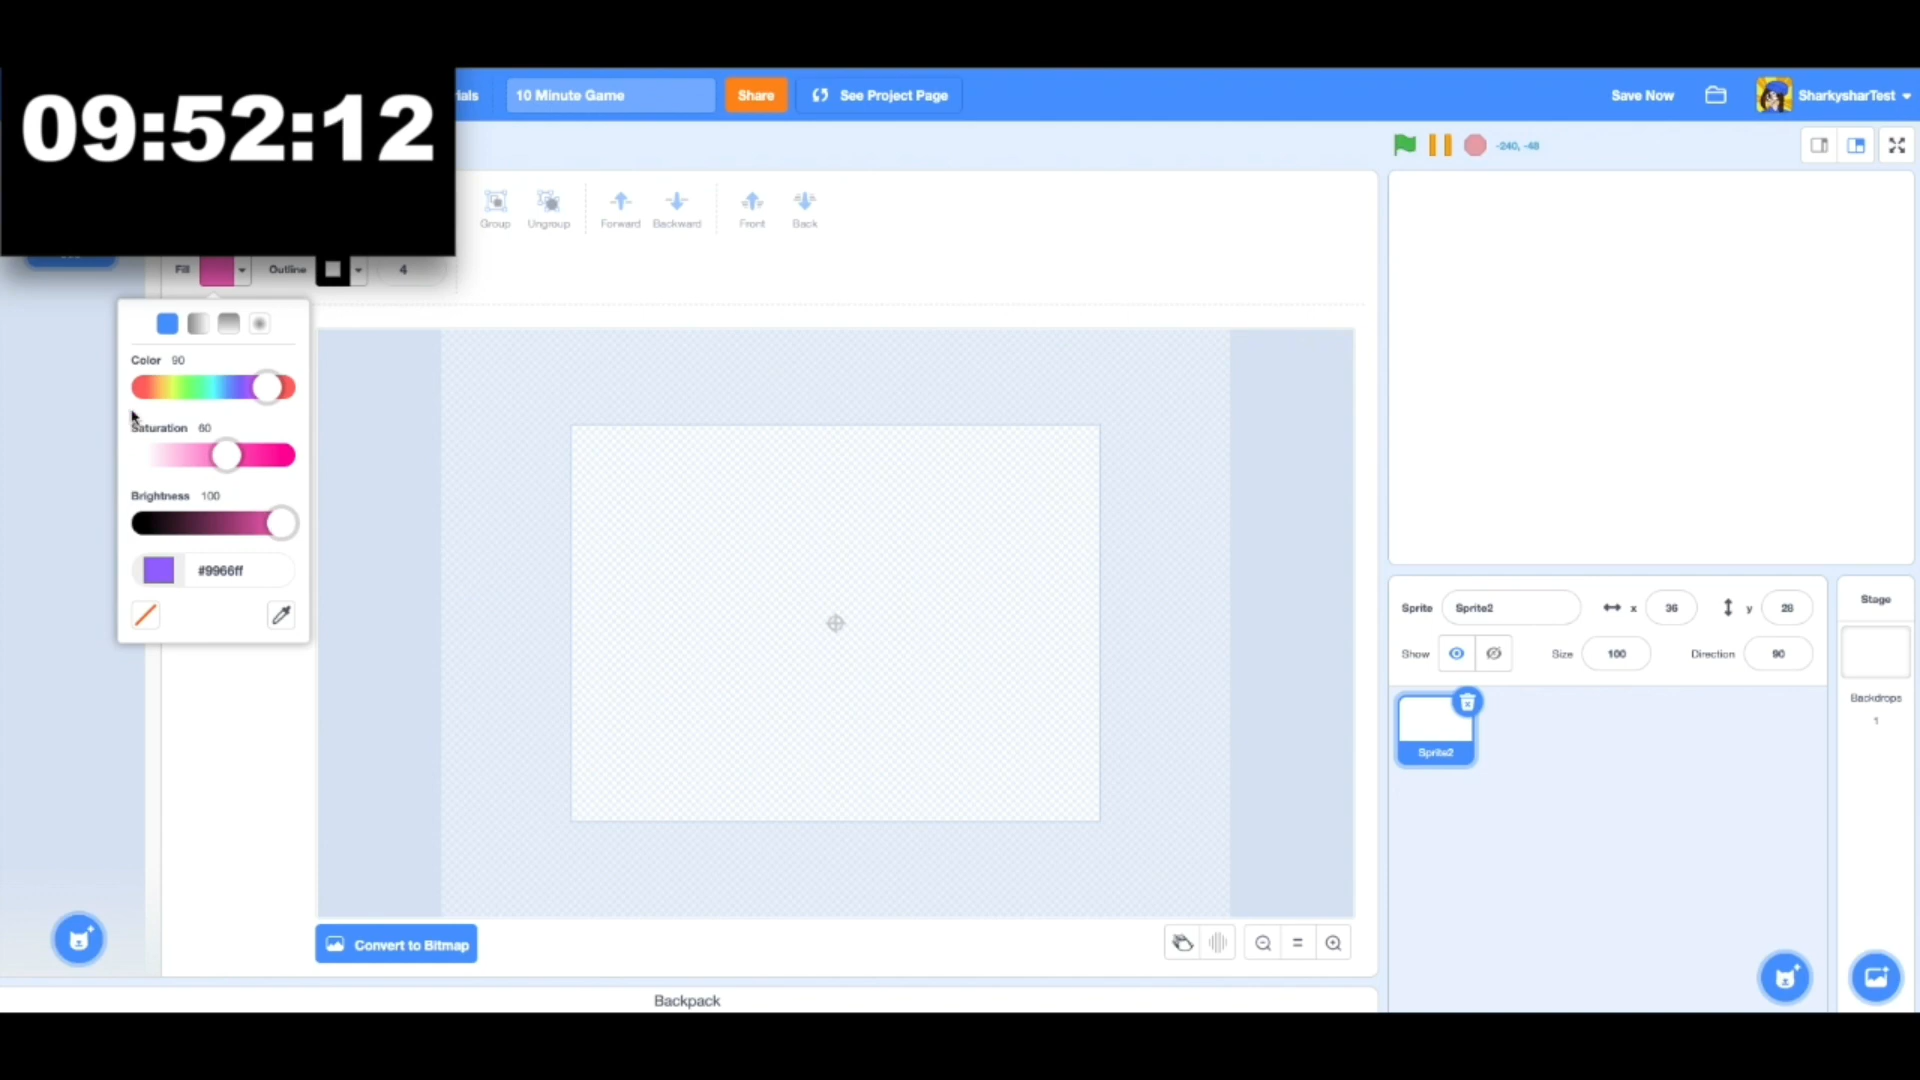 09:52:12
ials
10 Minute Game
Share
See Project Page
Save Now
SharkysharTest
-240, -48
Group
Ungroup
Forward
Backward
Front
Back
Fill
Outline
4
Color 90
Saturation 60
Brightness 100
#9966ff
Convert to Bitmap
Backpack
Sprite
Sprite2
x
36
y
28
Show
Size
100
Direction
90
Sprite2
Stage
Backdrops
1